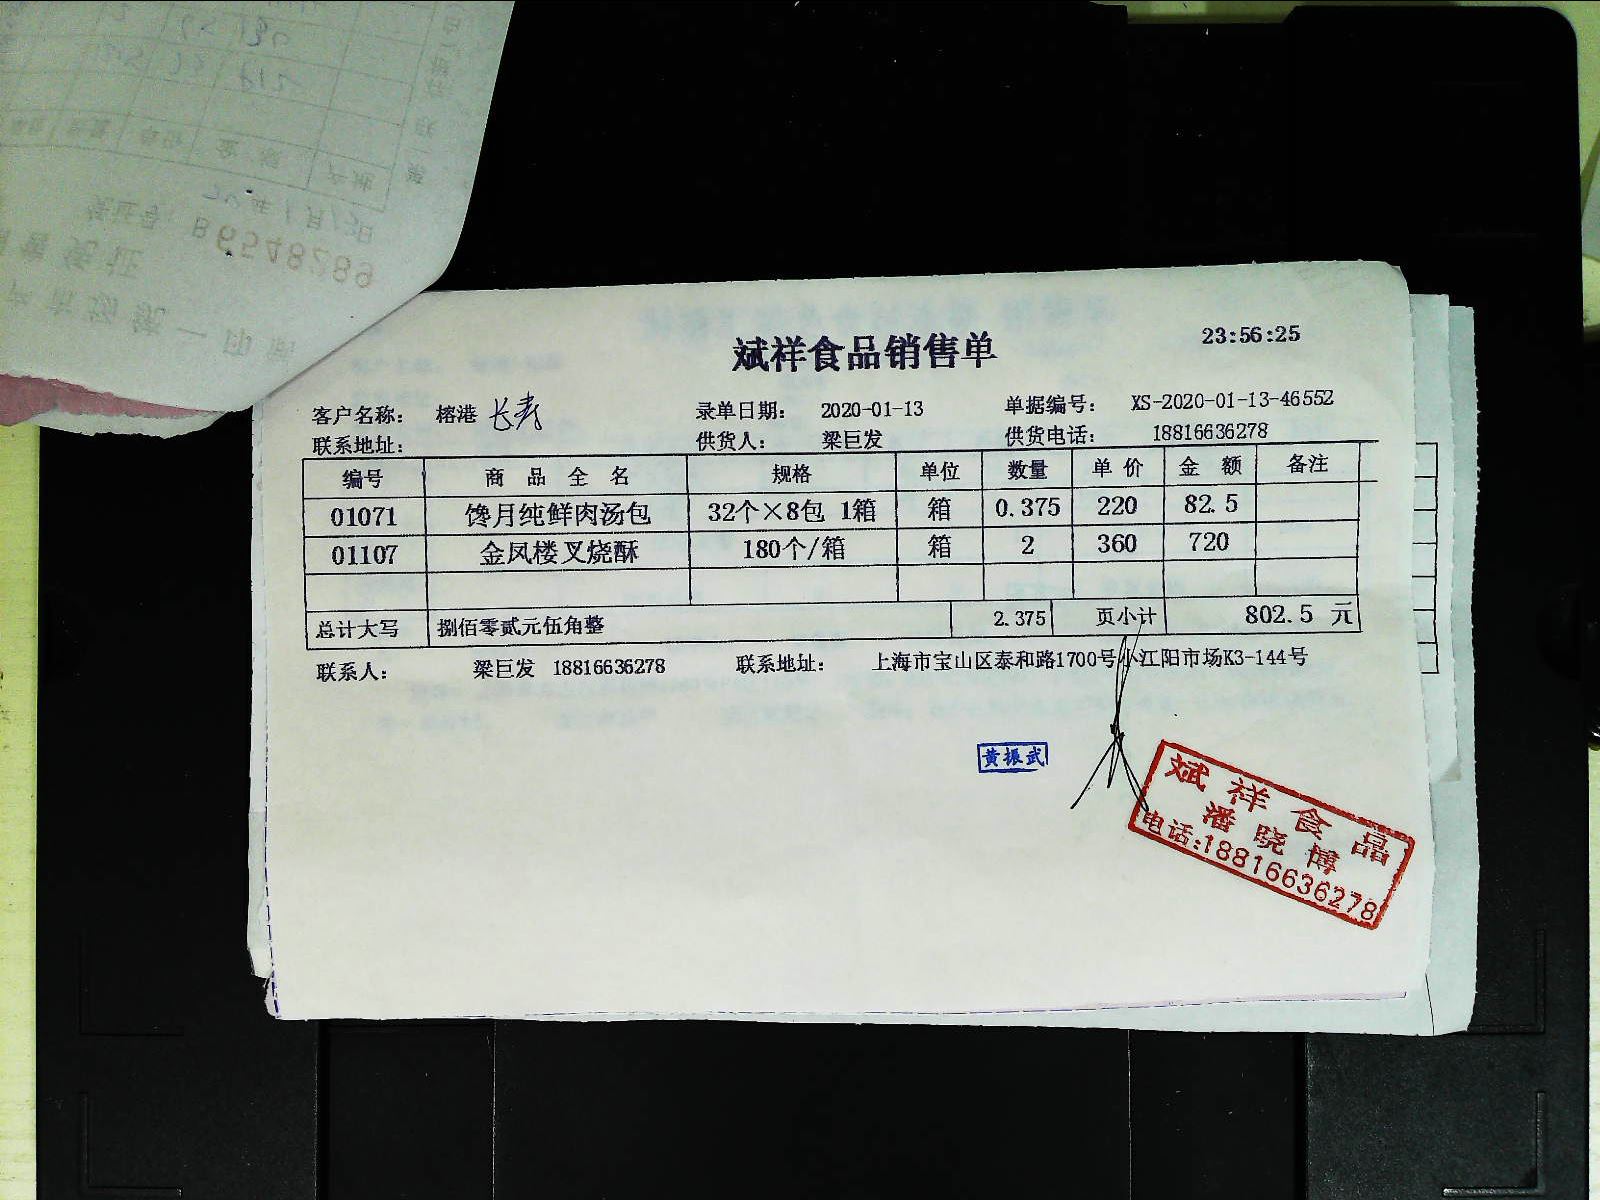 B6548289
23:56:25
斌祥食品销售单
客户名称： 榕港 长寿 录单日期： 2020-01-13 单据编号： XS-2020-01-13-46552
联系地址： 供货人： 梁巨发 供货电话： 18816636278
编号 商品全名 规格 单位 数量 单价 金额 备注
01071 馋月纯鲜肉汤包 32个×8包 1箱 箱 0.375 220 82.5
01107 金凤楼叉烧酥 180个/箱 箱 2 360 720
总计大写 捌佰零贰元伍角整 2.375 页小计 802.5 元
联系人： 梁巨发 18816636278 联系地址： 上海市宝山区泰和路1700号小江阳市场K3-144号
黄振武
斌祥食品
潘晓博
电话:18816636278